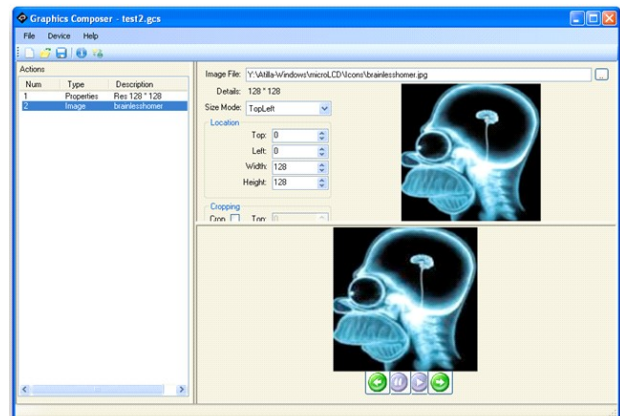 Graphics Composer - test2.gcs
File Device Help
Actions
Num Type Description
1 Properties Res 128 * 128
2 Image brainlesshomer
Image File: Y:\Atilla-Windows\microLCD\Icons\brainlesshomer.jpg ...
Details: 128 * 128
Size Mode: TopLeft
Location
Top: 0
Left: 0
Width: 128
Height: 128
Cropping
Crop Top: 0